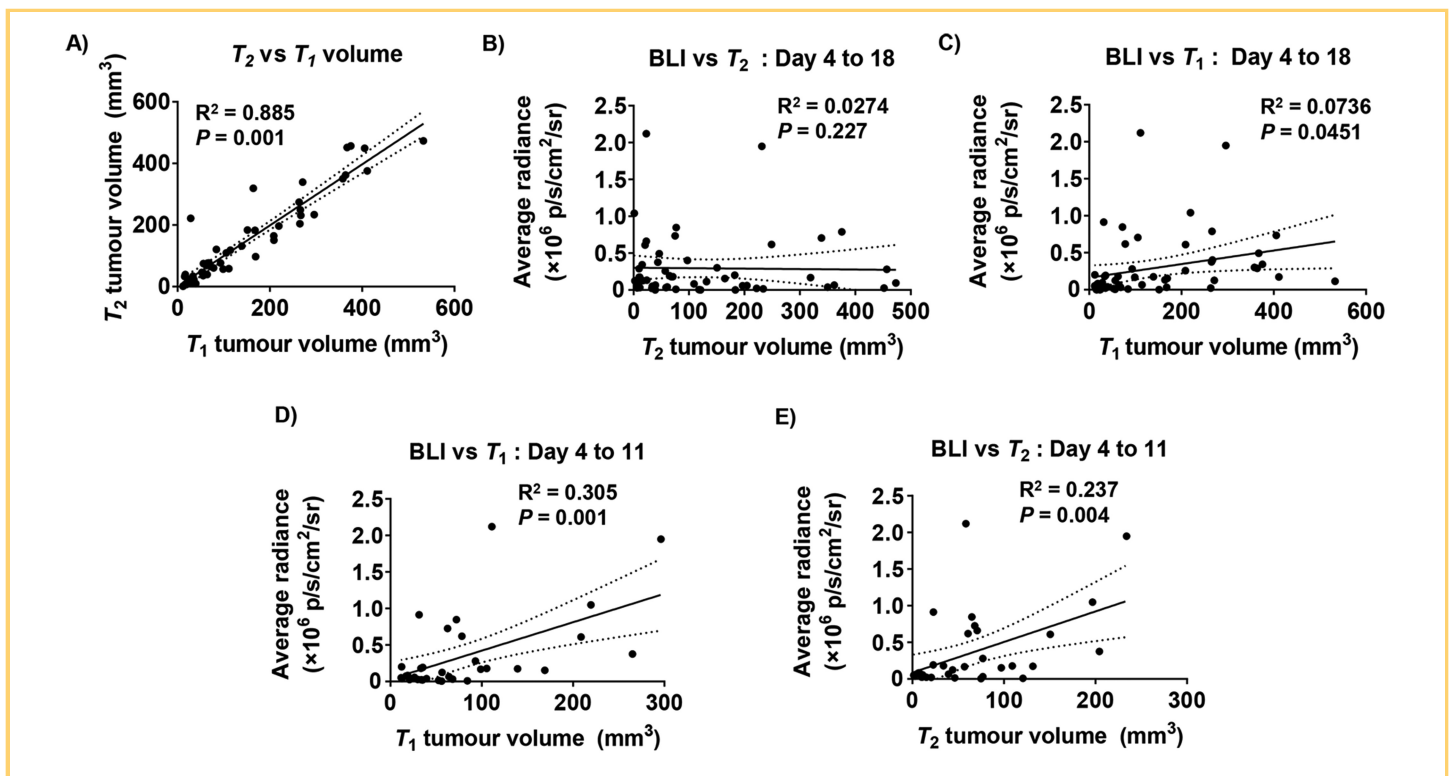 A)
T2 vs T1 volume
R² = 0.885
P = 0.001
T2 tumour volume (mm³)
600
400
200
0
0 200 400 600
T1 tumour volume (mm³)
B)
BLI vs T2 : Day 4 to 18
R² = 0.0274
P = 0.227
Average radiance
(×10⁶ p/s/cm²/sr)
2.5
2.0
1.5
1.0
0.5
0
0 100 200 300 400 500
T2 tumour volume (mm³)
C)
BLI vs T1 : Day 4 to 18
R² = 0.0736
P = 0.0451
Average radiance
(×10⁶ p/s/cm²/sr)
2.5
2.0
1.5
1.0
0.5
0
0 200 400 600
T1 tumour volume (mm³)
D)
BLI vs T1 : Day 4 to 11
R² = 0.305
P = 0.001
Average radiance
(×10⁶ p/s/cm²/sr)
2.5
2.0
1.5
1.0
0.5
0
0 100 200 300
T1 tumour volume (mm³)
E)
BLI vs T2 : Day 4 to 11
R² = 0.237
P = 0.004
Average radiance
(×10⁶ p/s/cm²/sr)
2.5
2.0
1.5
1.0
0.5
0
0 100 200 300
T2 tumour volume (mm³)